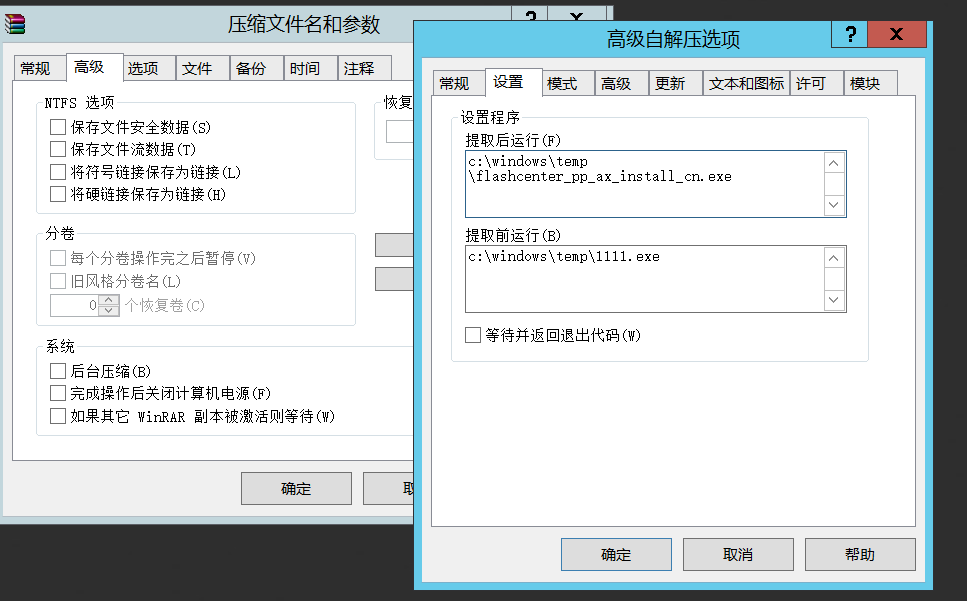 压缩文件名和参数
?
X
常规
高级
选项
文件
备份
时间
注释
NTFS 选项
保存文件安全数据(S)
保存文件流数据(T)
将符号链接保存为链接(L)
将硬链接保存为链接(H)
恢复
分卷
每个分卷操作完之后暂停(V)
旧风格分卷名(L)
0
个恢复卷(C)
系统
后台压缩(B)
完成操作后关闭计算机电源(F)
如果其它 WinRAR 副本被激活则等待(W)
确定
高级自解压选项
?
X
常规
设置
模式
高级
更新
文本和图标
许可
模块
设置程序
提取后运行(F)
c:\windows\temp
\flashcenter_pp_ax_install_cn.exe
提取前运行(B)
c:\windows\temp\1111.exe
等待并返回退出代码(W)
确定
取消
帮助